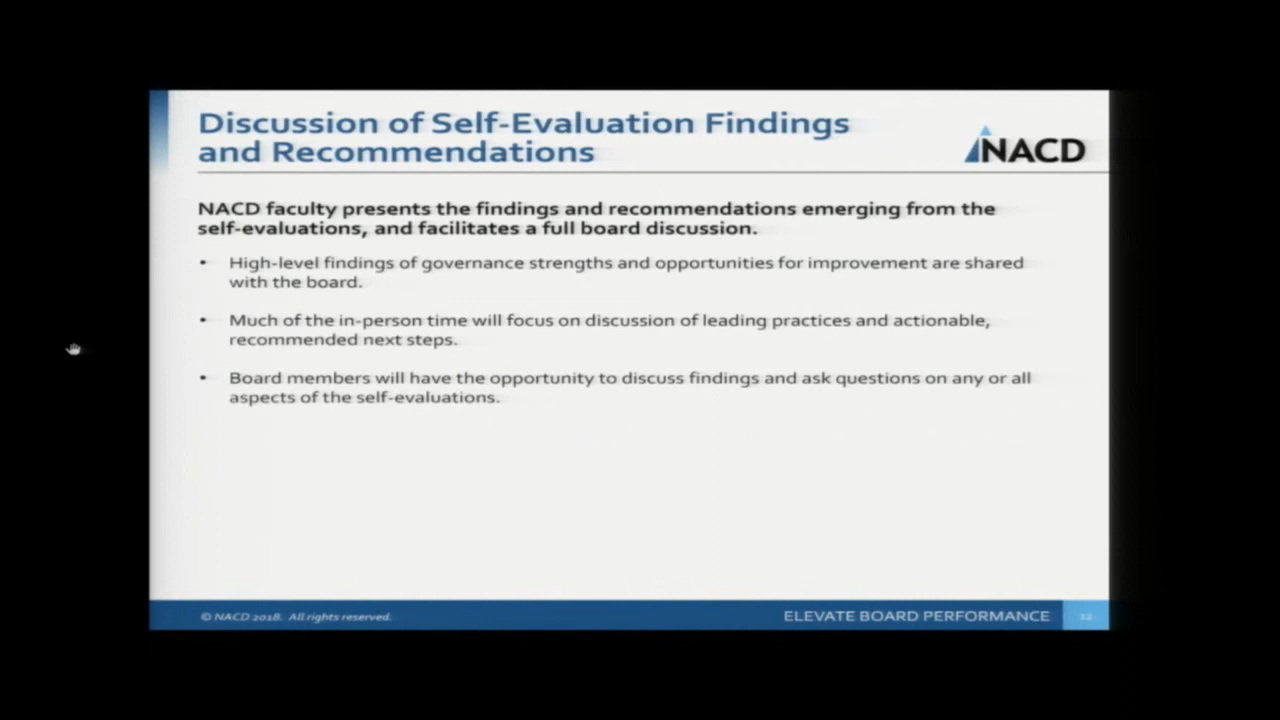 Discussion of Self-Evaluation Findings
and Recommendations
NACD
NACD faculty presents the findings and recommendations emerging from the
self-evaluations, and facilitates a full board discussion.
• High-level findings of governance strengths and opportunities for improvement are shared
with the board.
• Much of the in-person time will focus on discussion of leading practices and actionable,
recommended next steps.
• Board members will have the opportunity to discuss findings and ask questions on any or all
aspects of the self-evaluations.
© NACD 2018. All rights reserved.
ELEVATE BOARD PERFORMANCE